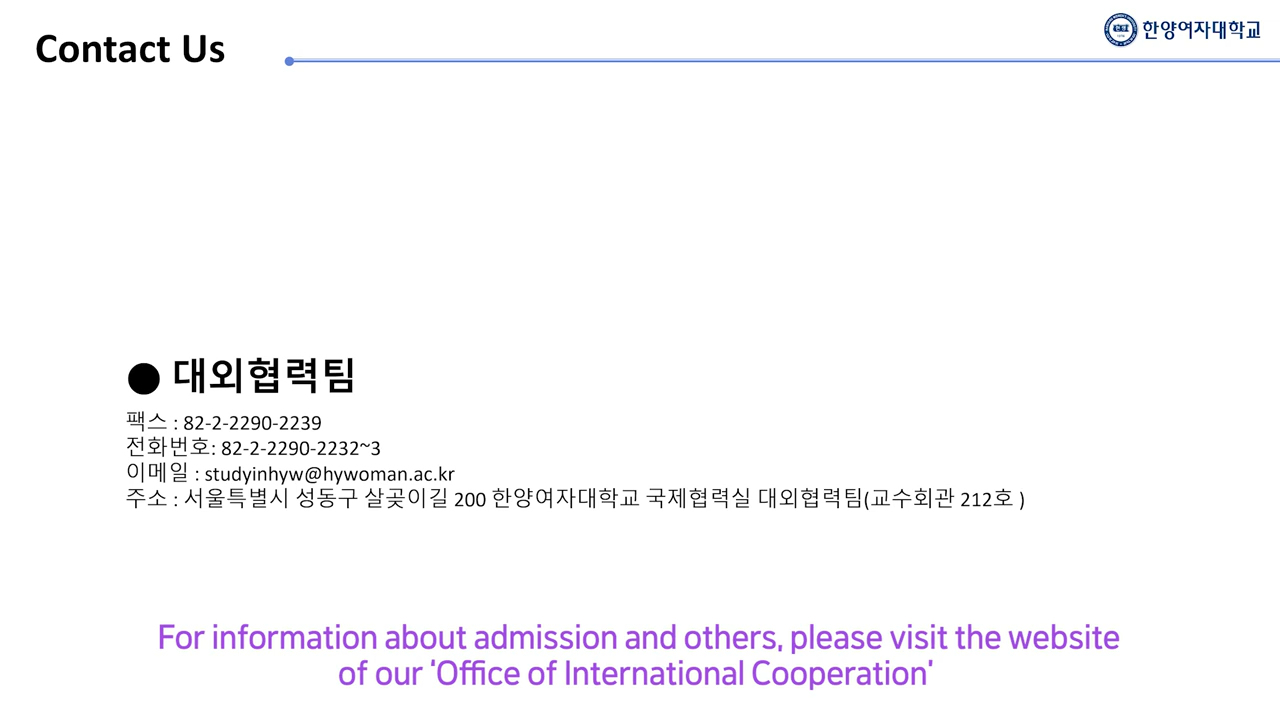 Contact Us
한양여자대학교
● 대외협력팀
팩스 : 82-2-2290-2239
전화번호: 82-2-2290-2232~3
이메일 : studyinhyw@hywoman.ac.kr
주소 : 서울특별시 성동구 살곶이길 200 한양여자대학교 국제협력실 대외협력팀(교수회관 212호 )
For information about admission and others, please visit the website
of our 'Office of International Cooperation'